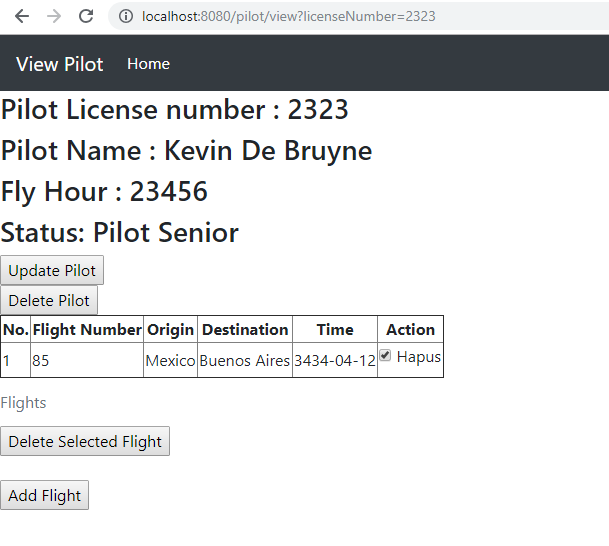 localhost:8080/pilot/view?licenseNumber=2323
View Pilot Home
Pilot License number : 2323
Pilot Name : Kevin De Bruyne
Fly Hour : 23456
Status: Pilot Senior
Update Pilot
Delete Pilot
No. Flight Number Origin Destination Time Action
1 85 Mexico Buenos Aires 3434-04-12 Hapus
Flights
Delete Selected Flight
Add Flight